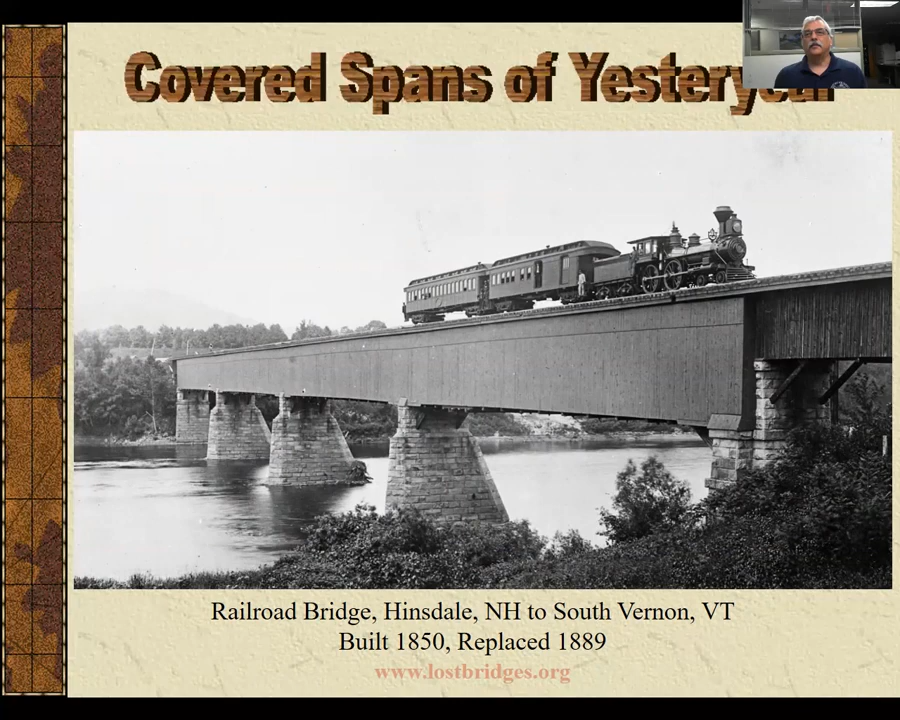 Covered Spans of Yesteryear
Railroad Bridge, Hinsdale, NH to South Vernon, VT
Built 1850, Replaced 1889
www.lostbridges.org